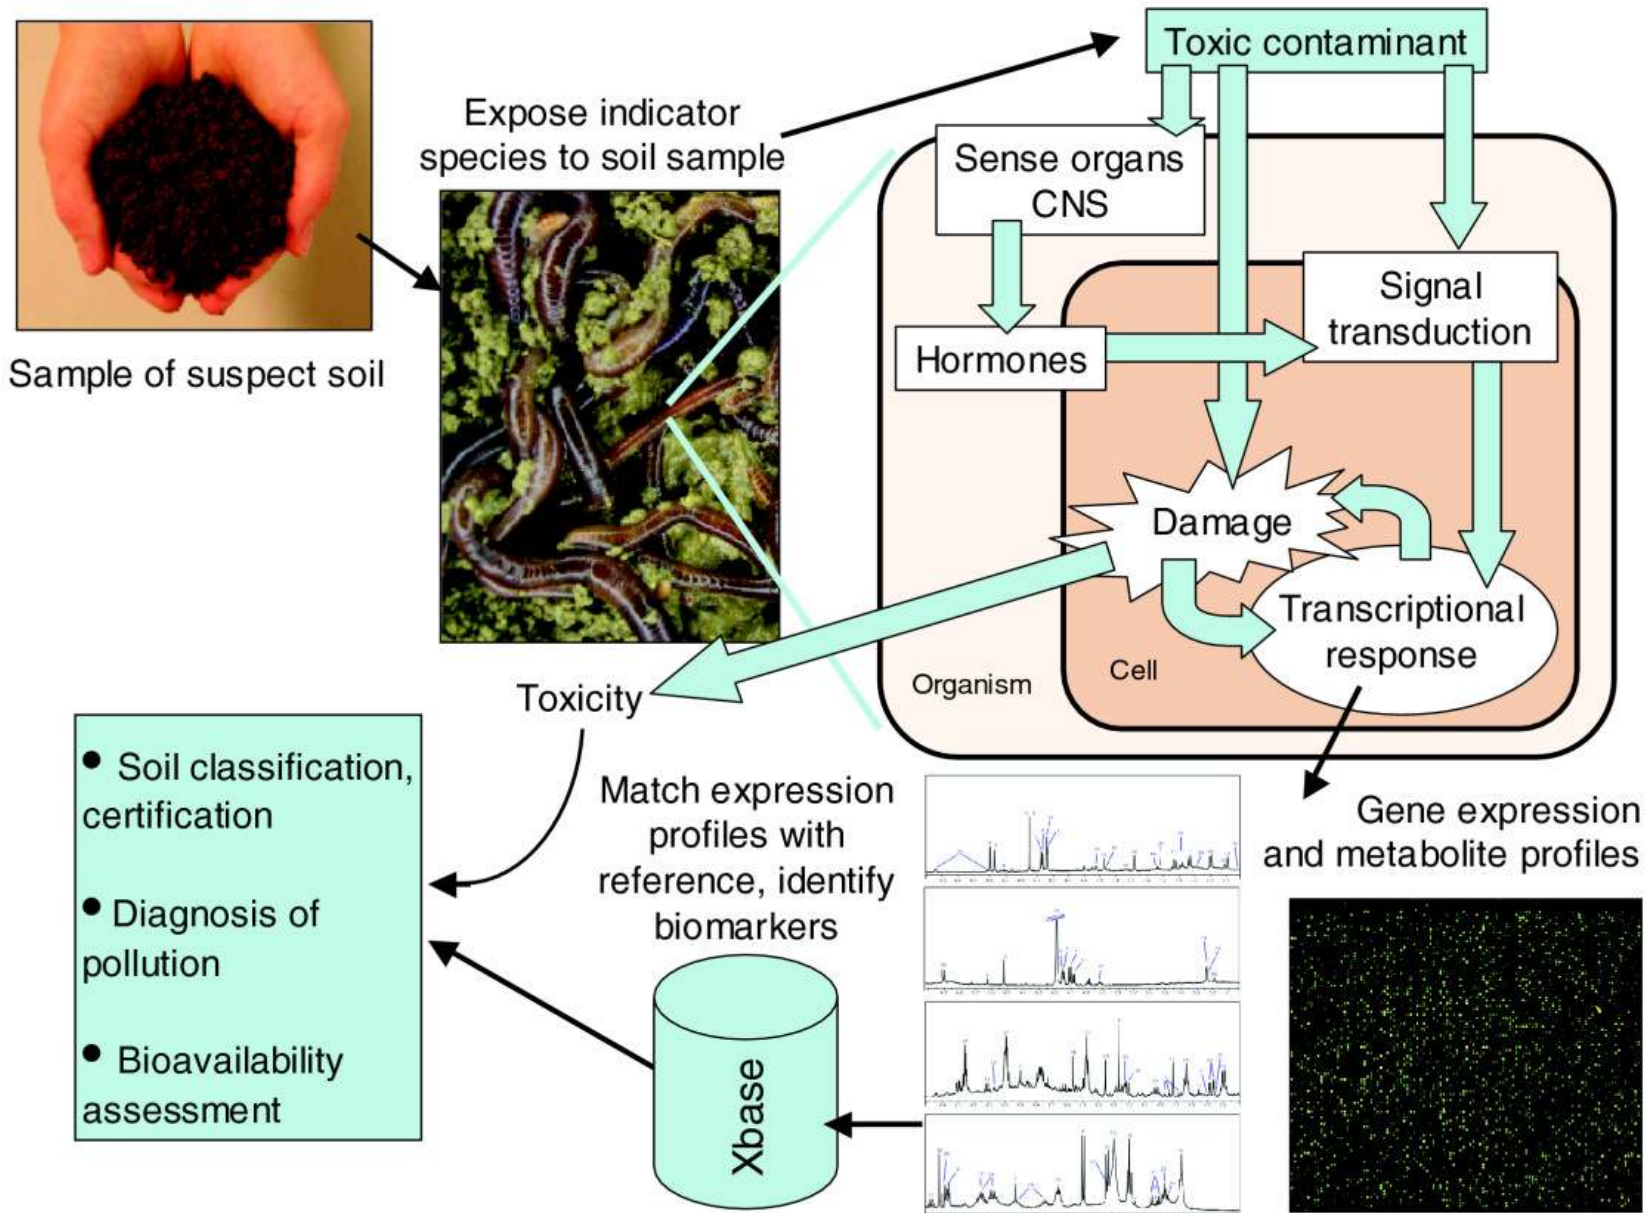 Toxic contaminant
Expose indicator
species to soil sample
Sense organs
CNS
Signal
transduction
Hormones
Sample of suspect soil
Damage
Transcriptional
response
Organism
Cell
Toxicity
• Soil classification,
certification
• Diagnosis of
pollution
• Bioavailability
assessment
Match expression
profiles with
reference, identify
biomarkers
Xbase
Gene expression
and metabolite profiles